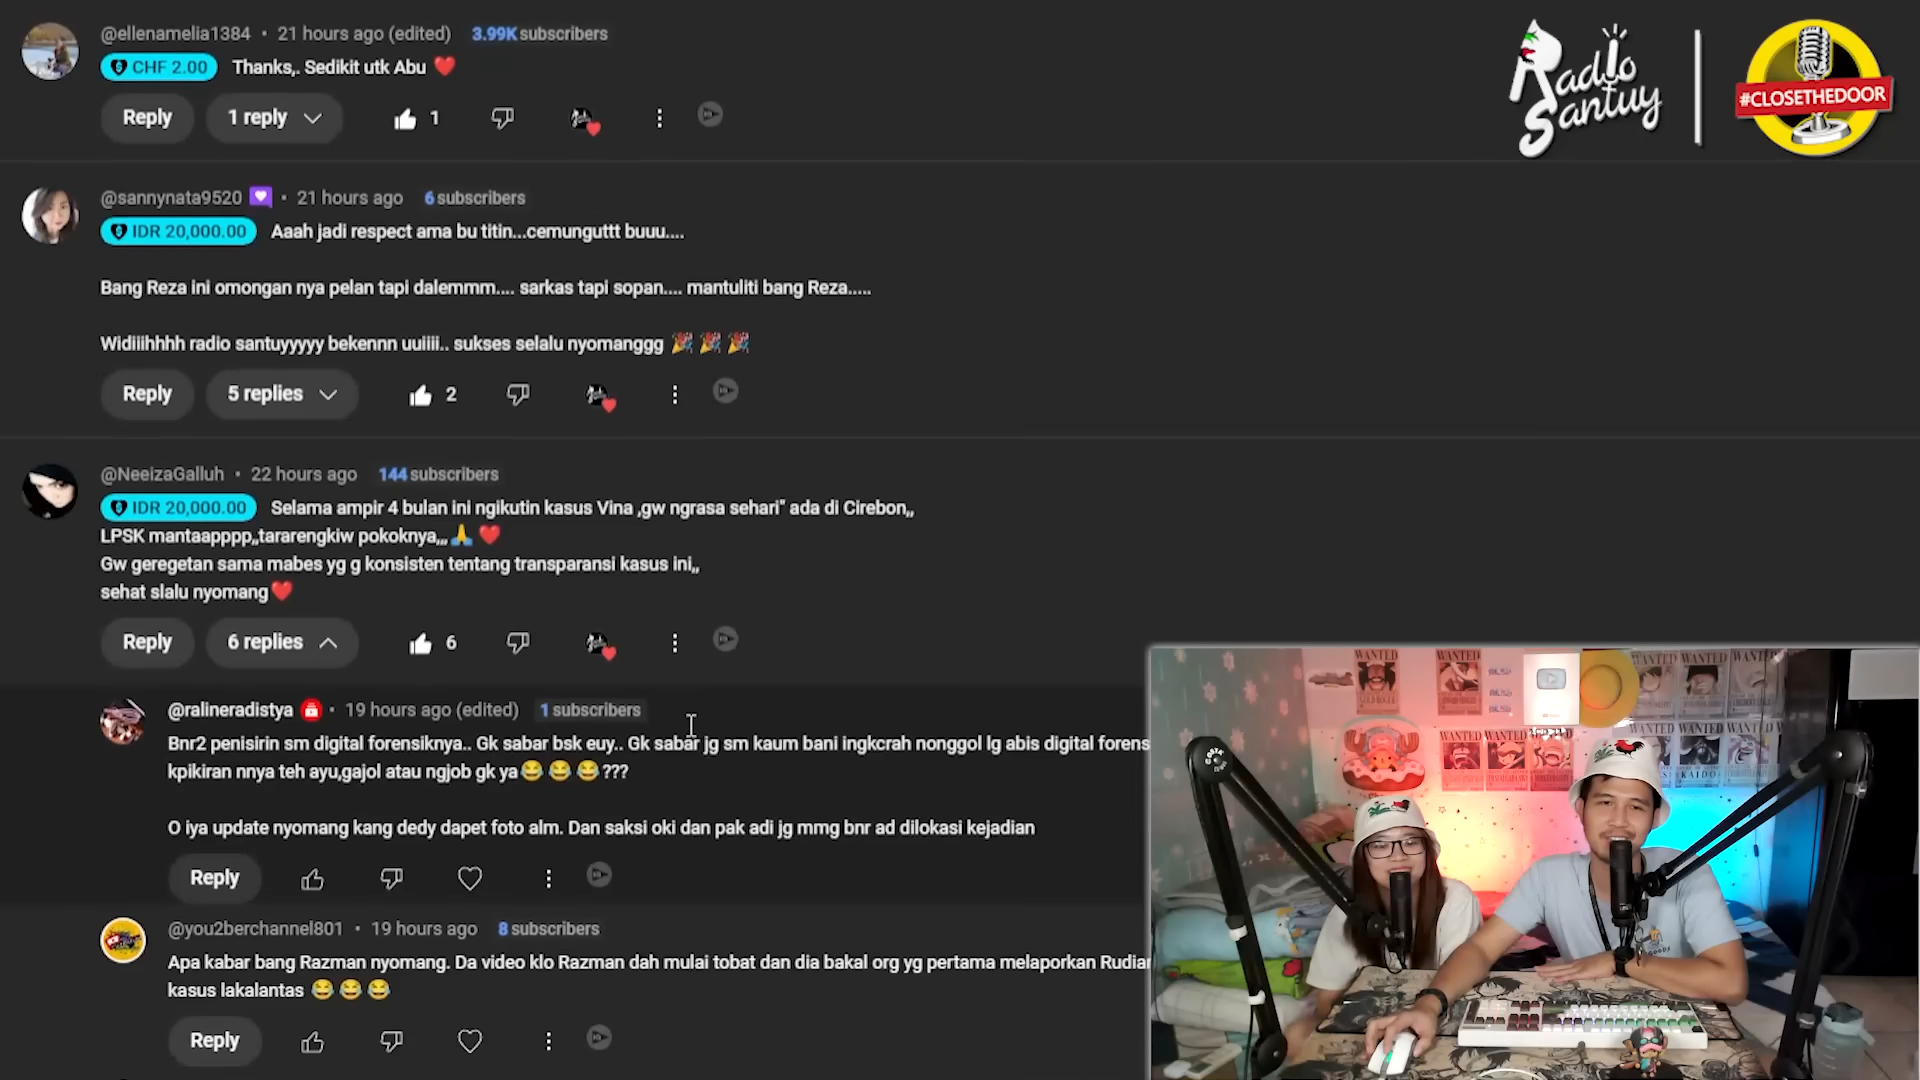 @ellenamelia1384 • 21 hours ago (edited) 3.99K subscribers
CHF 2.00 Thanks,. Sedikit utk Abu ❤️
Reply 1 reply 1
Radio Santuy
#CLOSETHEDOOR
@sannynata9520 • 21 hours ago 6 subscribers
IDR 20,000.00 Aaah jadi respect ama bu titin...cemunguttt buuu....
Bang Reza ini omongan nya pelan tapi dalemmm.... sarkas tapi sopan.... mantuliti bang Reza.....
Widiiihhhh radio santuyyyyy bekennn uuiiii.. sukses selalu nyomanggg 🎉 🎉 🎉
Reply 5 replies 2
@NeeizaGalluh • 22 hours ago 144 subscribers
IDR 20,000.00 Selama ampir 4 bulan ini ngikutin kasus Vina ,gw ngrasa sehari" ada di Cirebon,,
LPSK mantaapppp,,tararengkiw pokoknya,,,🙏 ❤️
Gw geregetan sama mabes yg g konsisten tentang transparansi kasus ini,,
sehat slalu nyomang❤️
Reply 6 replies 6
@ralineradistya • 19 hours ago (edited) 1 subscribers
Bnr2 penisirin sm digital forensiknya.. Gk sabar bsk euy.. Gk sabar jg sm kaum bani ingkcrah nonggol lg abis digital forens
kpikiran nnya teh ayu,gajol atau ngjob gk ya😂 😂 😂???
O iya update nyomang kang dedy dapet foto alm. Dan saksi oki dan pak adi jg mmg bnr ad dilokasi kejadian
Reply
@you2berchannel801 • 19 hours ago 8 subscribers
Apa kabar bang Razman nyomang. Da video klo Razman dah mulai tobat dan dia bakal org yg pertama melaporkan Rudian
kasus lakalantas 😂 😂 😂
Reply
WANTED
WANTED
WANTED
WANTED
WANTED
KAIDO